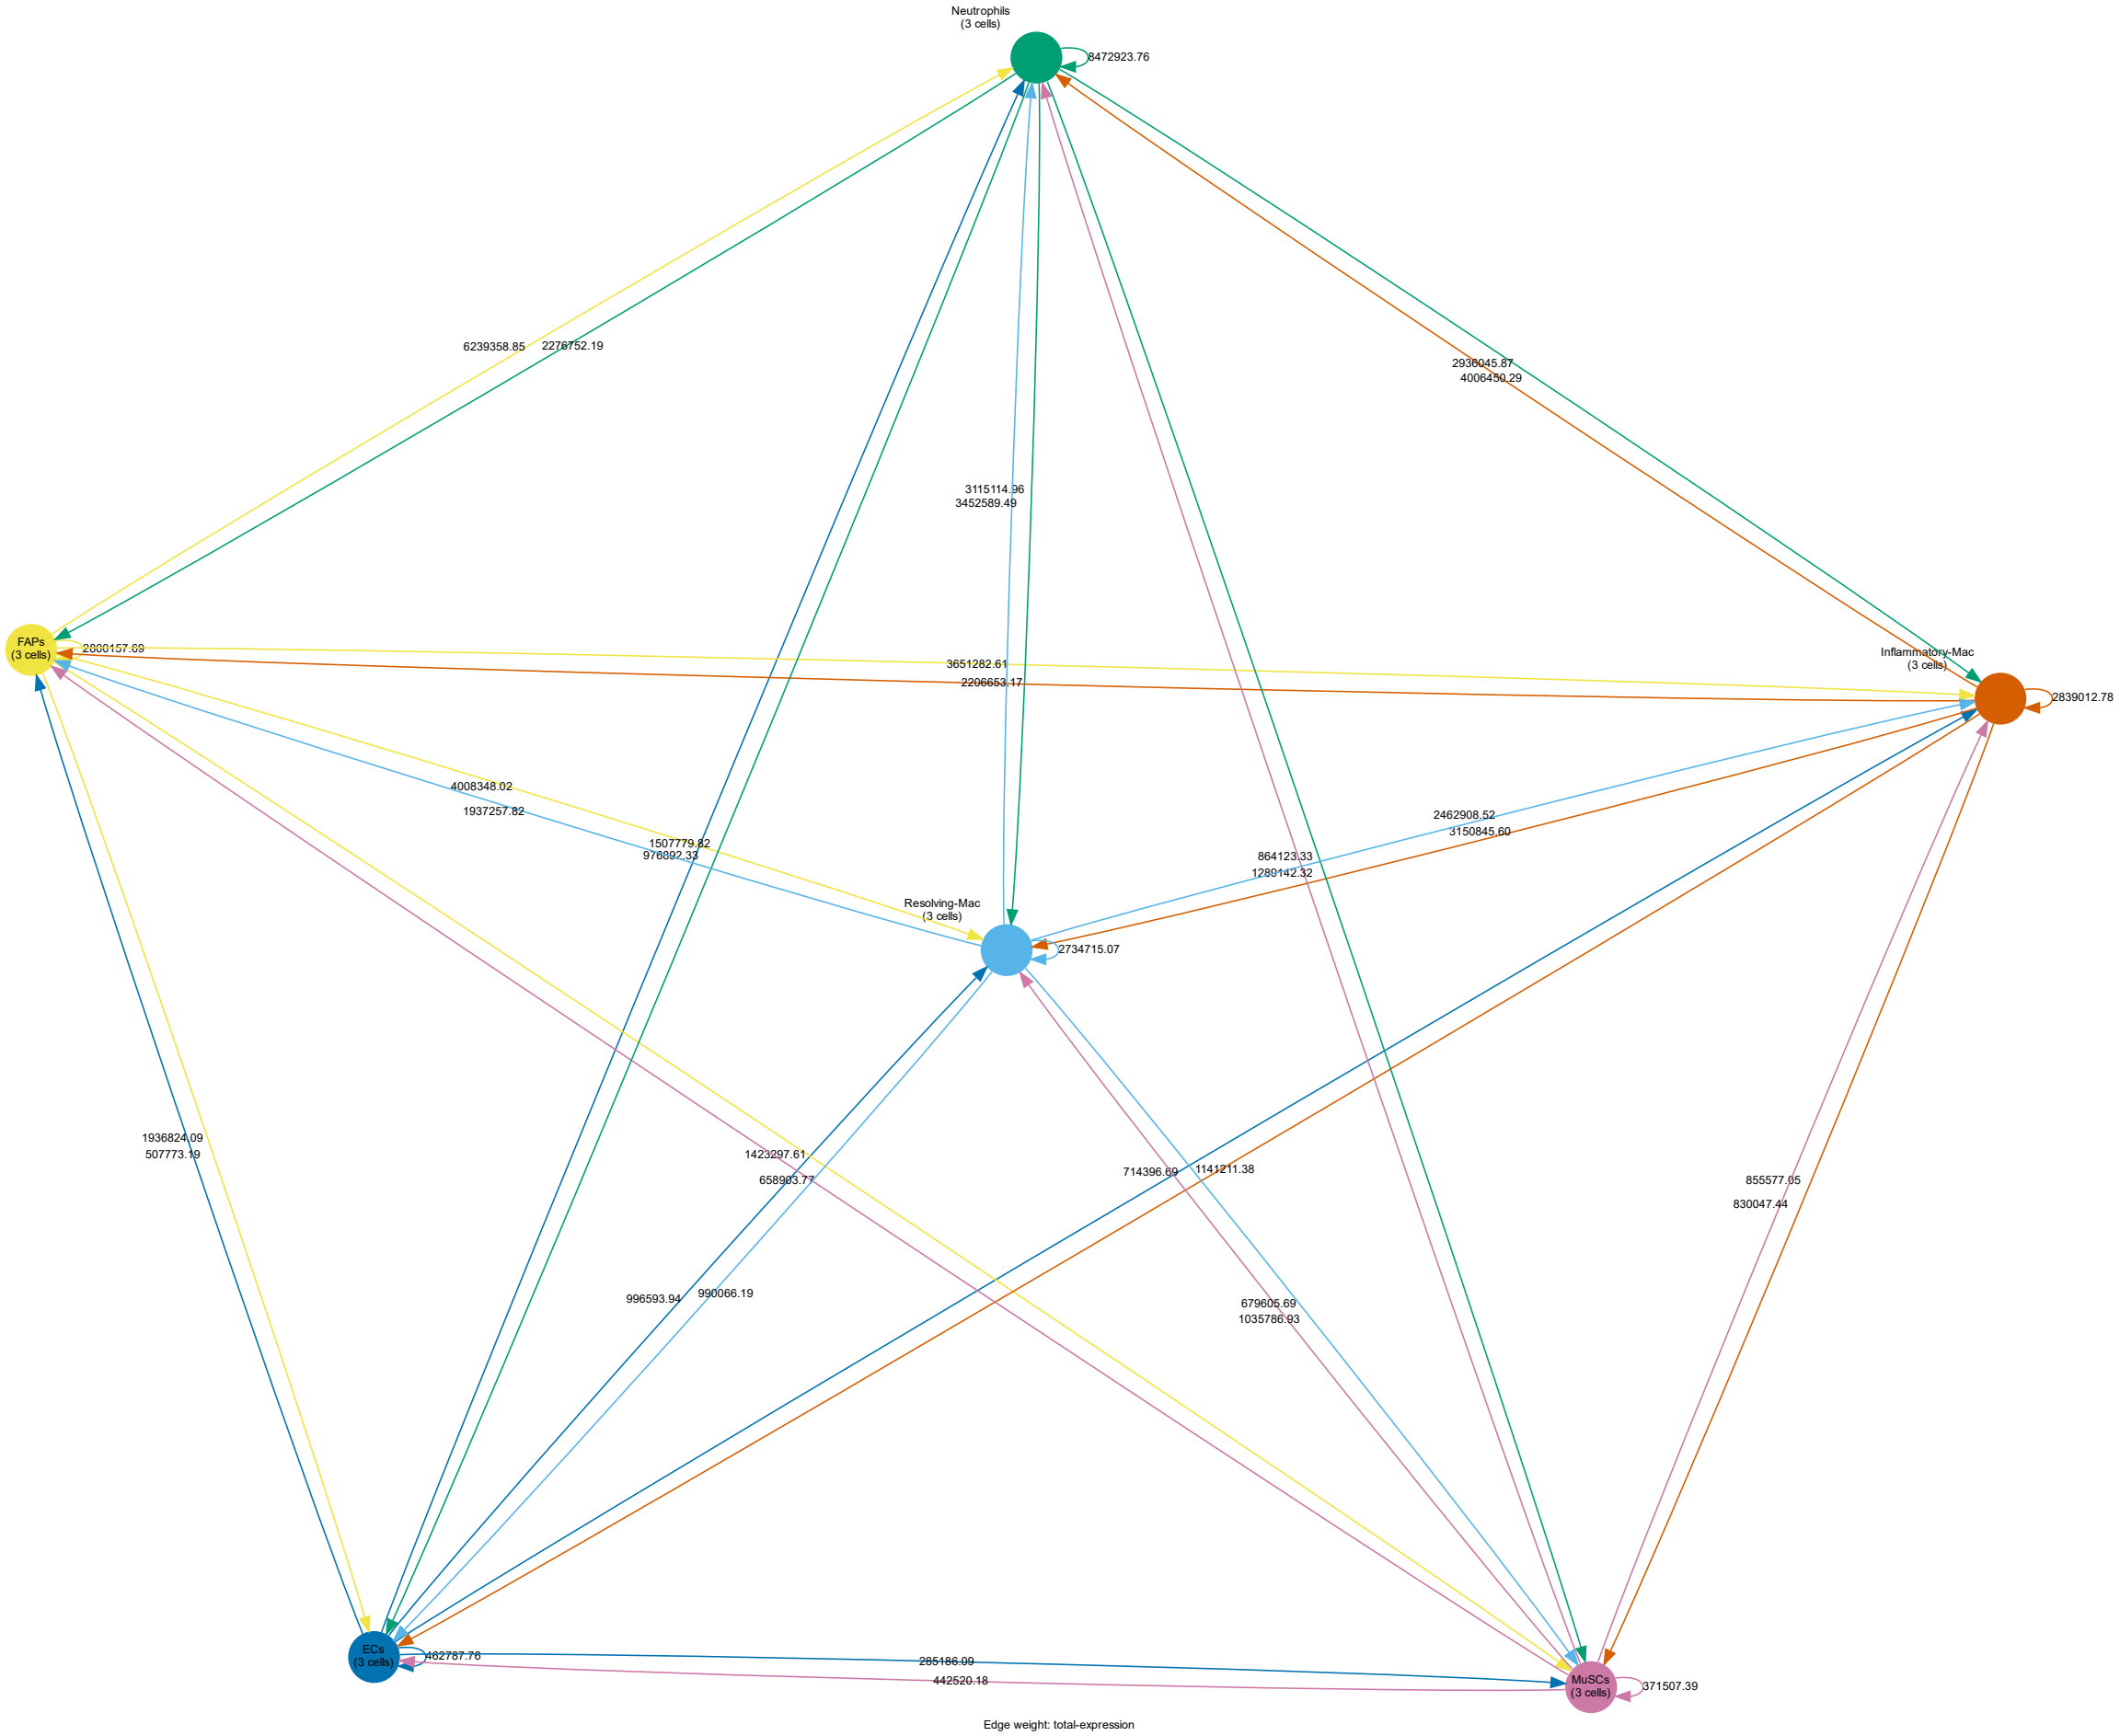 Neutrophils
(3 cells)
8472923.76
6239358.85
2276752.19
2936045.87
4006450.29
3115114.96
3452589.49
FAPs
(3 cells)
2800157.69
3651282.61
2206653.17
Inflammatory-Mac
(3 cells)
2839012.78
4008348.02
1937257.82
1507779.82
976892.33
2462908.52
3150845.60
864123.33
1289142.32
Resolving-Mac
(3 cells)
2734715.07
1936824.09
507773.19
1423297.61
658903.77
714396.69
1141211.38
855577.05
830047.44
996593.94
990066.19
679605.69
1035786.93
ECs
(3 cells)
462787.76
285186.09
442520.18
MuSCs
(3 cells)
371507.39
Edge weight: total-expression